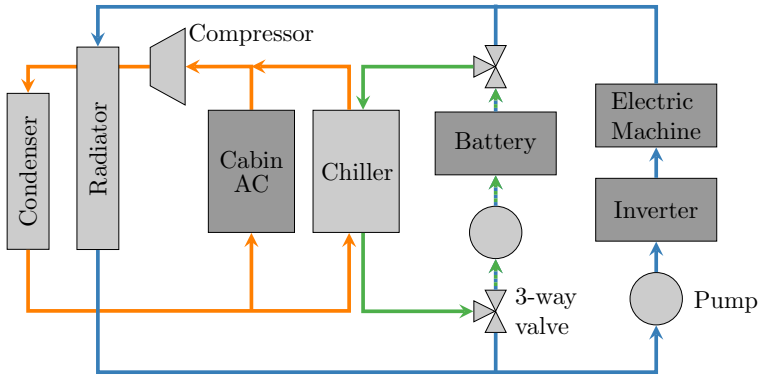 Compressor
Condenser
Radiator
Cabin
AC
Chiller
Battery
Electric
Machine
Inverter
3-way
valve
Pump